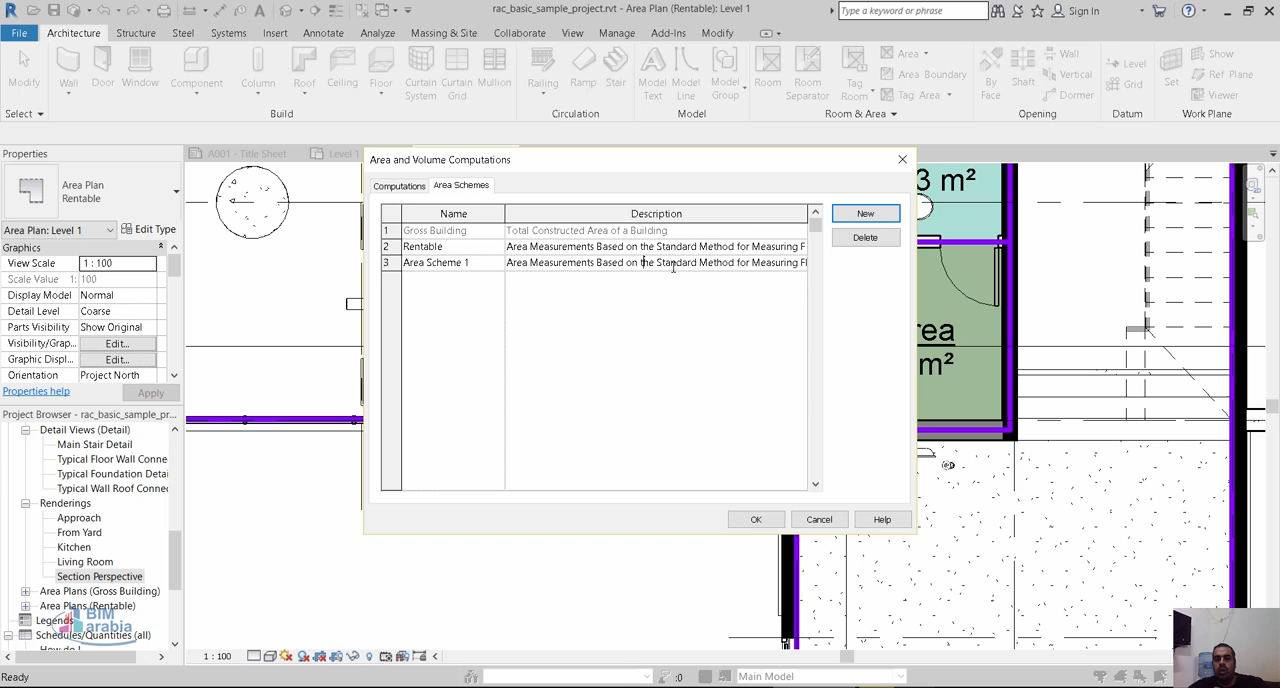 rac_basic_sample_project.rvt - Area Plan (Rentable): Level 1
Type a keyword or phrase
Sign In
File
Architecture
Structure
Steel
Systems
Insert
Annotate
Analyze
Massing & Site
Collaborate
View
Manage
Add-Ins
Modify
Modify
Wall
Door
Window
Component
Column
Roof
Ceiling
Floor
Curtain
System
Curtain
Grid
Mullion
Railing
Ramp
Stair
Model
Text
Model
Line
Model
Group
Room
Room
Separator
Tag
Room
Area
Area Boundary
Tag Area
By
Face
Shaft
Wall
Vertical
Dormer
Level
Grid
Set
Show
Ref Plane
Viewer
Select
Build
Circulation
Model
Room & Area
Opening
Datum
Work Plane
Properties
A001 - Title Sheet
Level 1
Area Plan
Rentable
Area Plan: Level 1
Edit Type
Graphics
View Scale
1 : 100
Scale Value 1:
100
Display Model
Normal
Detail Level
Coarse
Parts Visibility
Show Original
Visibility/Grap...
Edit...
Graphic Displ...
Edit...
Orientation
Project North
Properties help
Apply
Project Browser - rac_basic_sample_pr...
Detail Views (Detail)
Main Stair Detail
Typical Floor Wall Conne
Typical Foundation Detai
Typical Wall Roof Connec
Renderings
Approach
From Yard
Kitchen
Living Room
Section Perspective
Area Plans (Gross Building)
Area Plans (Rentable)
Legends
Schedules/Quantities (all)
BIM
arabia
Area and Volume Computations
Computations
Area Schemes
Name
Description
1
Gross Building
Total Constructed Area of a Building
2
Rentable
Area Measurements Based on the Standard Method for Measuring F
3
Area Scheme 1
Area Measurements Based on the Standard Method for Measuring Fl
New
Delete
OK
Cancel
Help
3 m²
rea
m²
1 : 100
Ready
:0
Main Model